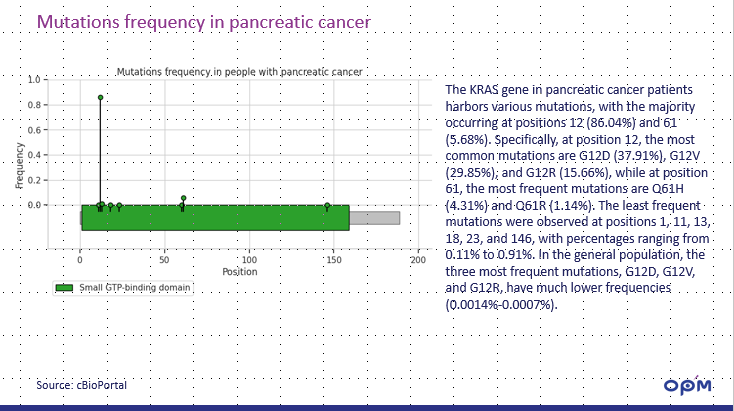 Mutations frequency in pancreatic cancer
Mutations frequency in people with pancreatic cancer
1.0
0.8
0.6
0.4
0.2
0.0
Frequency
0 50 100 150 200
Position
Small GTP-binding domain
The KRAS gene in pancreatic cancer patients
harbors various mutations, with the majority
occurring at positions 12 (86.04%) and 61
(5.68%). Specifically, at position 12, the most
common mutations are G12D (37.91%), G12V
(29.85%), and G12R (15.66%), while at position
61, the most frequent mutations are Q61H
(4.31%) and Q61R (1.14%). The least frequent
mutations were observed at positions 1, 11, 13,
18, 23, and 146, with percentages ranging from
0.11% to 0.91%. In the general population, the
three most frequent mutations, G12D, G12V,
and G12R, have much lower frequencies
(0.0014%-0.0007%).
Source: cBioPortal
opm